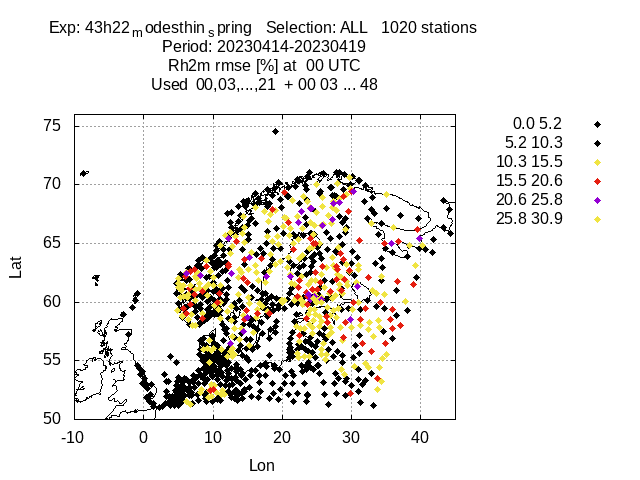 Exp: 43h22modesthinspring   Selection: ALL   1020 stations
Period: 20230414-20230419
Rh2m rmse [%] at  00 UTC
Used  00,03,...,21  + 00 03 ... 48
0.0 5.2
5.2 10.3
10.3 15.5
15.5 20.6
20.6 25.8
25.8 30.9
75
70
65
60
55
50
Lat
-10 0 10 20 30 40
Lon